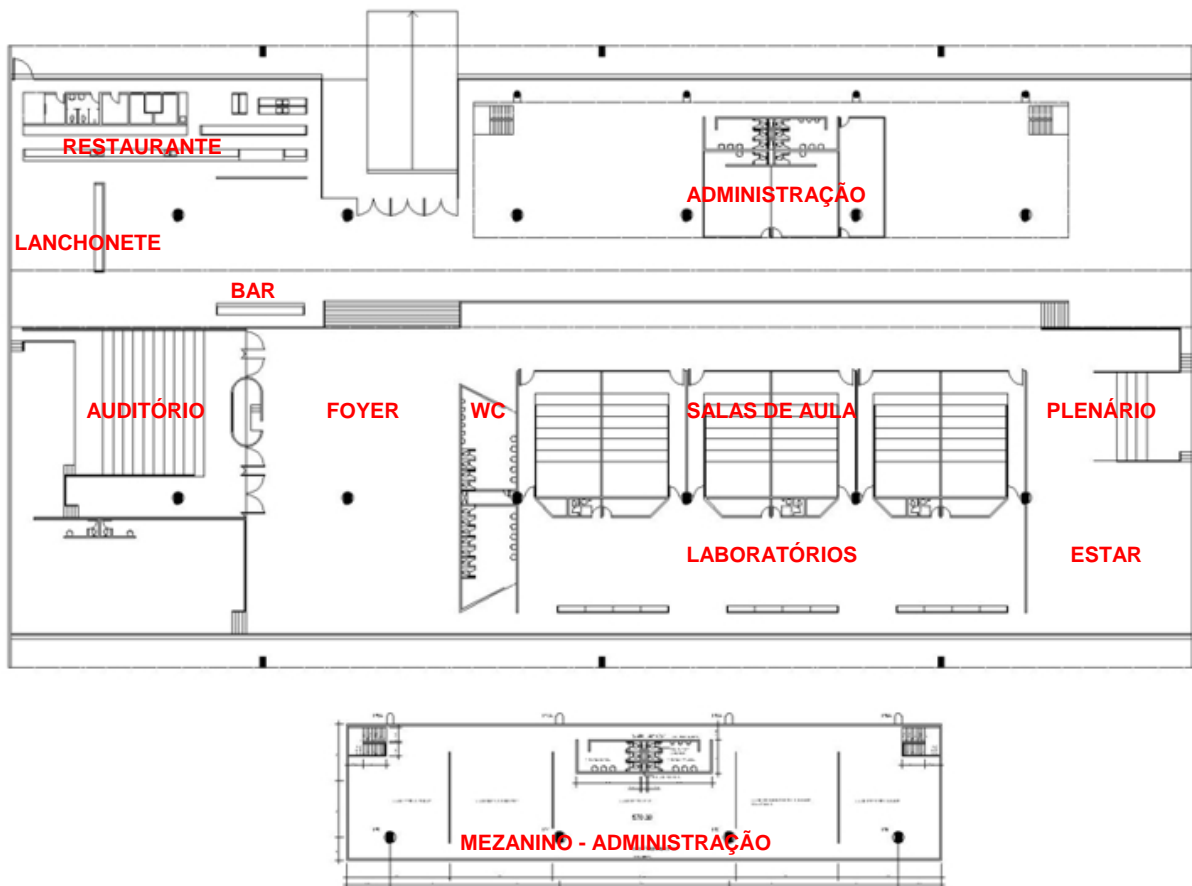 RESTAURANTE
ADMINISTRAÇÃO
LANCHONETE
BAR
AUDITÓRIO
FOYER
WC
SALAS DE AULA
PLENÁRIO
LABORATÓRIOS
ESTAR
MEZANINO - ADMINISTRAÇÃO